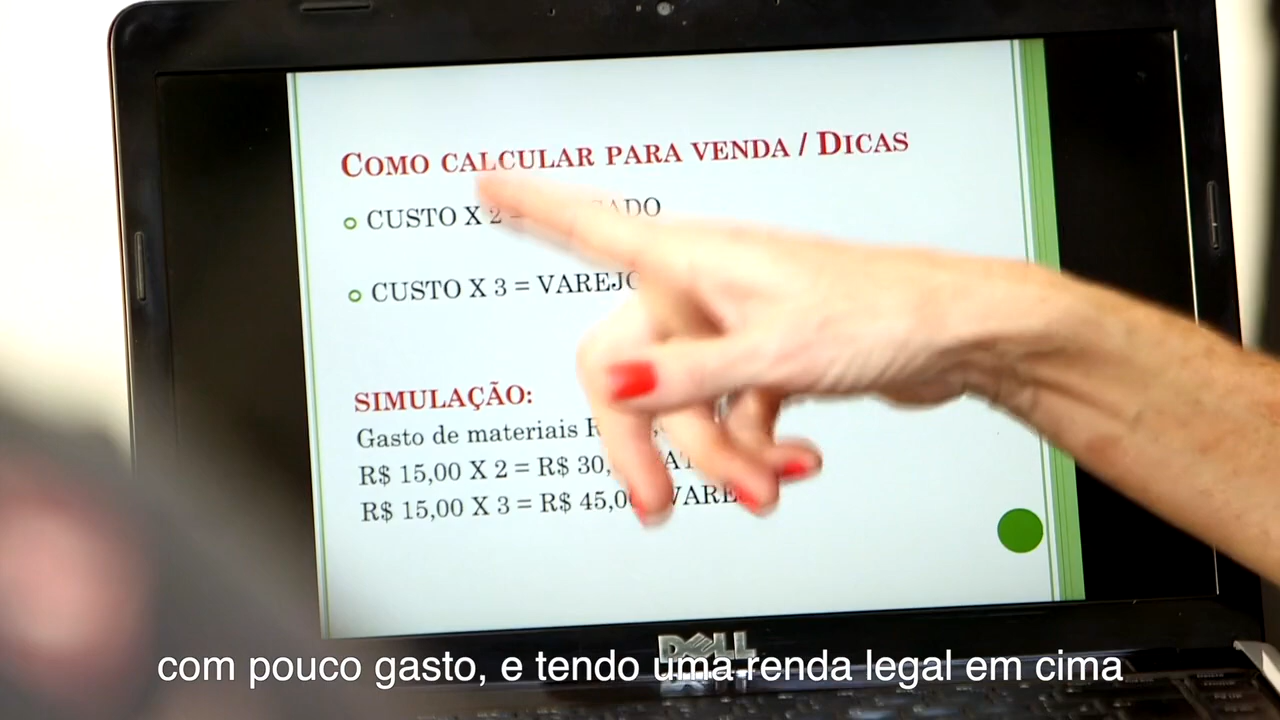 COMO CALCULAR PARA VENDA / DICAS
CUSTO X 2
CUSTO X 3 = VAREJO
SIMULAÇÃO:
Gasto de materiais
R$ 15,00 X 2 = R$ 30,
R$ 15,00 X 3 = R$ 45,0
DELL
com pouco gasto, e tendo uma renda legal em cima